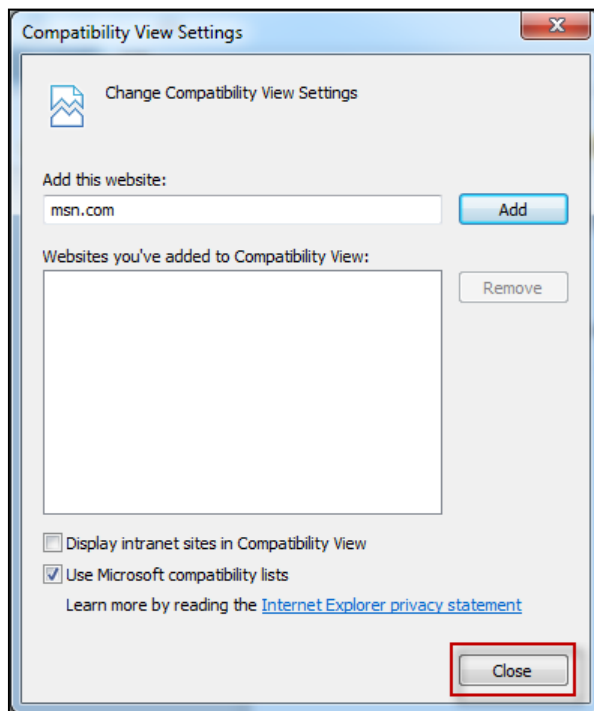 Compatibility View Settings
Change Compatibility View Settings
Add this website:
msn.com
Add
Websites you've added to Compatibility View:
Remove
Display intranet sites in Compatibility View
Use Microsoft compatibility lists
Learn more by reading the Internet Explorer privacy statement
Close